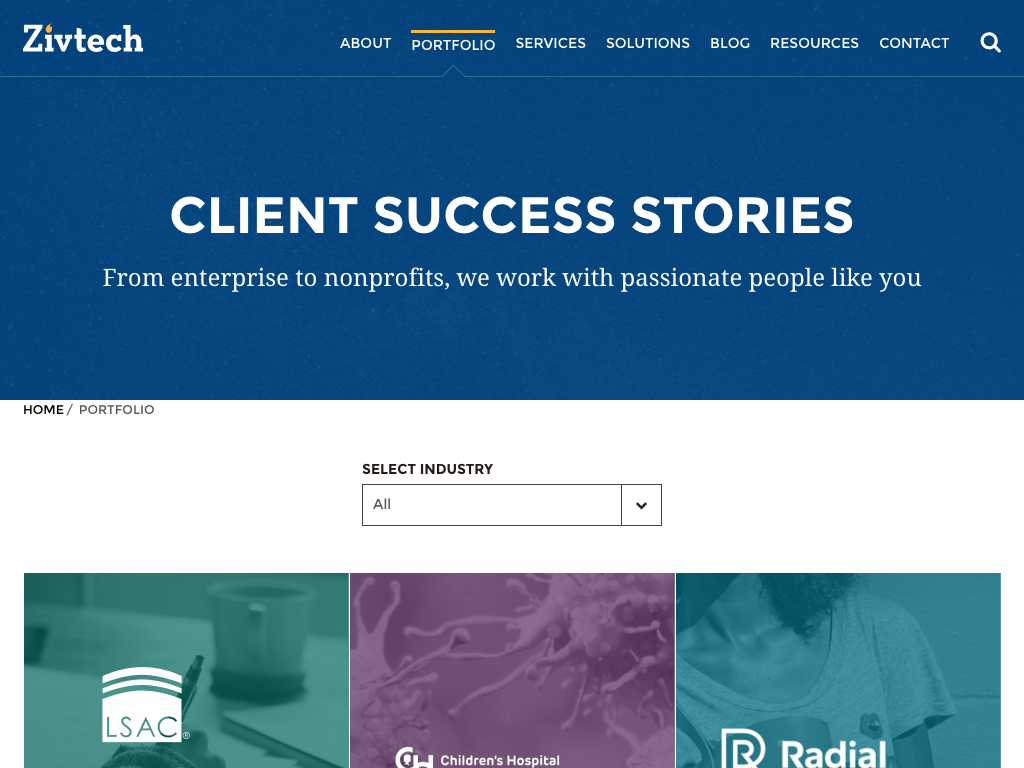 Zivtech
ABOUT PORTFOLIO SERVICES SOLUTIONS BLOG RESOURCES CONTACT
CLIENT SUCCESS STORIES
From enterprise to nonprofits, we work with passionate people like you
HOME / PORTFOLIO
SELECT INDUSTRY
All
LSAC®
CH Children's Hospital
R Radial